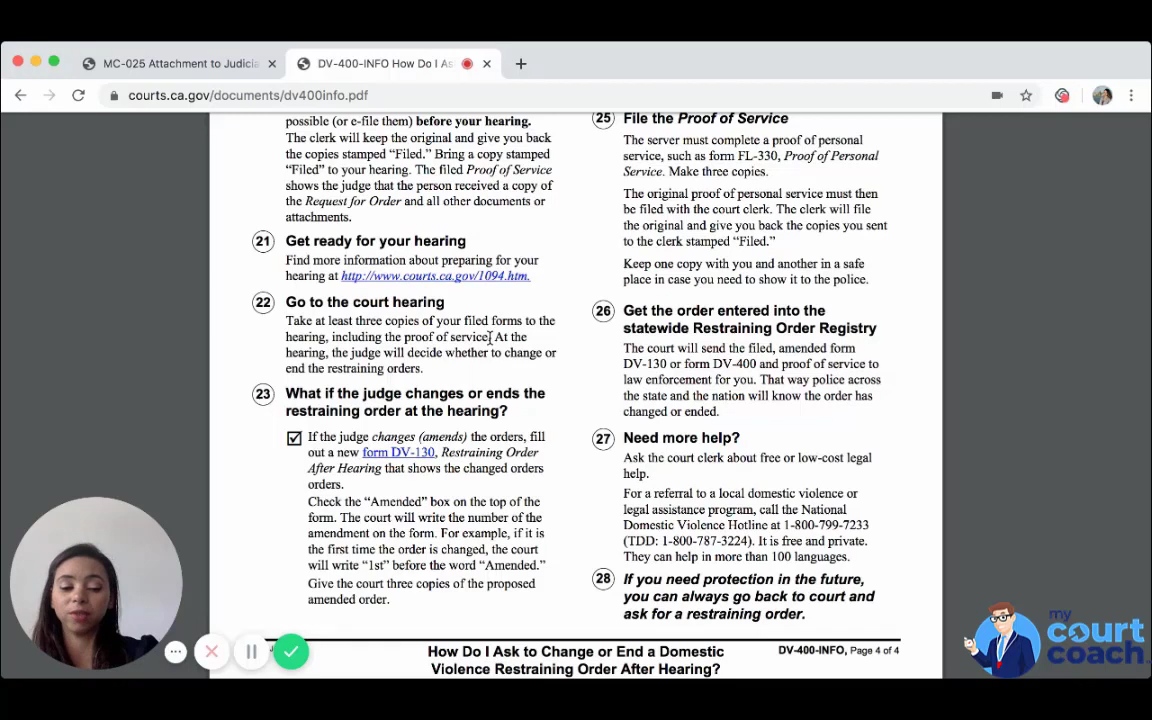 MC-025 Attachment to Judicia
DV-400-INFO How Do I As
courts.ca.gov/documents/dv400info.pdf
possible (or e-file them) before your hearing.
The clerk will keep the original and give you back
the copies stamped “Filed.” Bring a copy stamped
“Filed” to your hearing. The filed Proof of Service
shows the judge that the person received a copy of
the Request for Order and all other documents or
attachments.
21 Get ready for your hearing
Find more information about preparing for your
hearing at http://www.courts.ca.gov/1094.htm.
22 Go to the court hearing
Take at least three copies of your filed forms to the
hearing, including the proof of service. At the
hearing, the judge will decide whether to change or
end the restraining orders.
23 What if the judge changes or ends the
restraining order at the hearing?
If the judge changes (amends) the orders, fill
out a new form DV-130, Restraining Order
After Hearing that shows the changed orders
orders.
Check the “Amended” box on the top of the
form. The court will write the number of the
amendment on the form. For example, if it is
the first time the order is changed, the court
will write “1st” before the word “Amended.”
Give the court three copies of the proposed
amended order.
25 File the Proof of Service
The server must complete a proof of personal
service, such as form FL-330, Proof of Personal
Service. Make three copies.
The original proof of personal service must then
be filed with the court clerk. The clerk will file
the original and give you back the copies you sent
to the clerk stamped “Filed.”
Keep one copy with you and another in a safe
place in case you need to show it to the police.
26 Get the order entered into the
statewide Restraining Order Registry
The court will send the filed, amended form
DV-130 or form DV-400 and proof of service to
law enforcement for you. That way police across
the state and the nation will know the order has
changed or ended.
27 Need more help?
Ask the court clerk about free or low-cost legal
help.
For a referral to a local domestic violence or
legal assistance program, call the National
Domestic Violence Hotline at 1-800-799-7233
(TDD: 1-800-787-3224). It is free and private.
They can help in more than 100 languages.
28 If you need protection in the future,
you can always go back to court and
ask for a restraining order.
How Do I Ask to Change or End a Domestic
Violence Restraining Order After Hearing?
DV-400-INFO, Page 4 of 4
my
court
coach